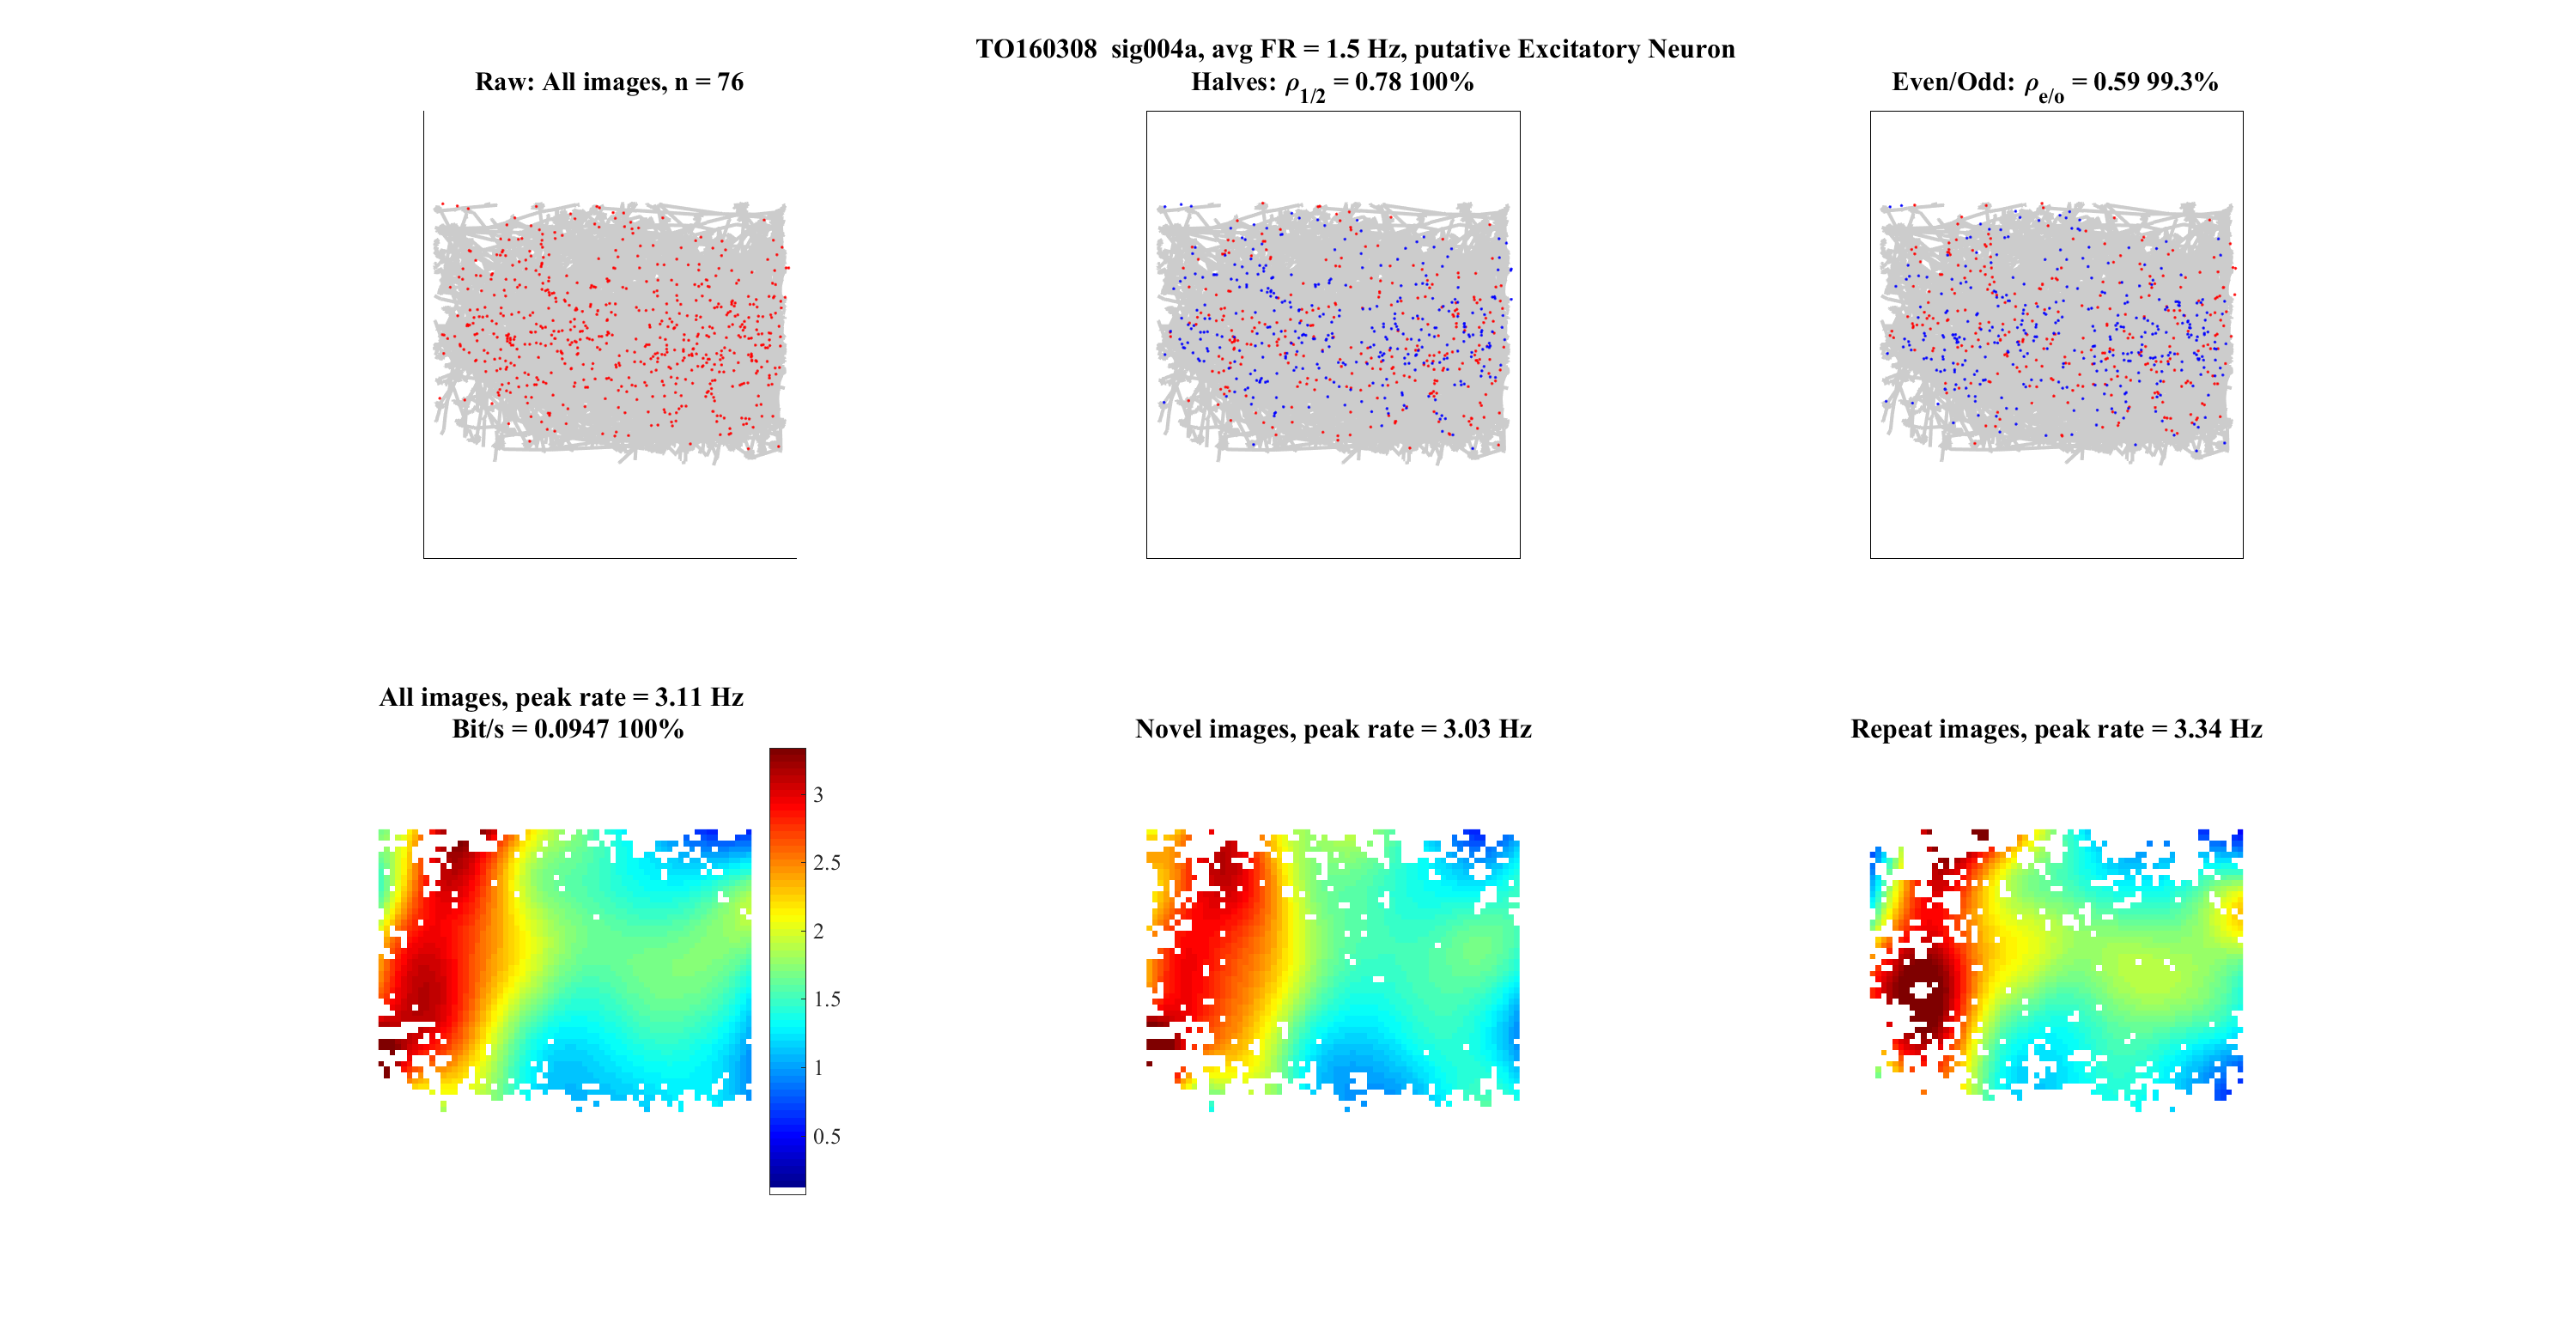 TO160308  sig004a, avg FR = 1.5 Hz, putative Excitatory Neuron
Raw: All images, n = 76
Halves: ρ1/2 = 0.78 100%
Even/Odd: ρe/o = 0.59 99.3%
All images, peak rate = 3.11 Hz
Bit/s = 0.0947 100%
Novel images, peak rate = 3.03 Hz
Repeat images, peak rate = 3.34 Hz
3
2.5
2
1.5
1
0.5